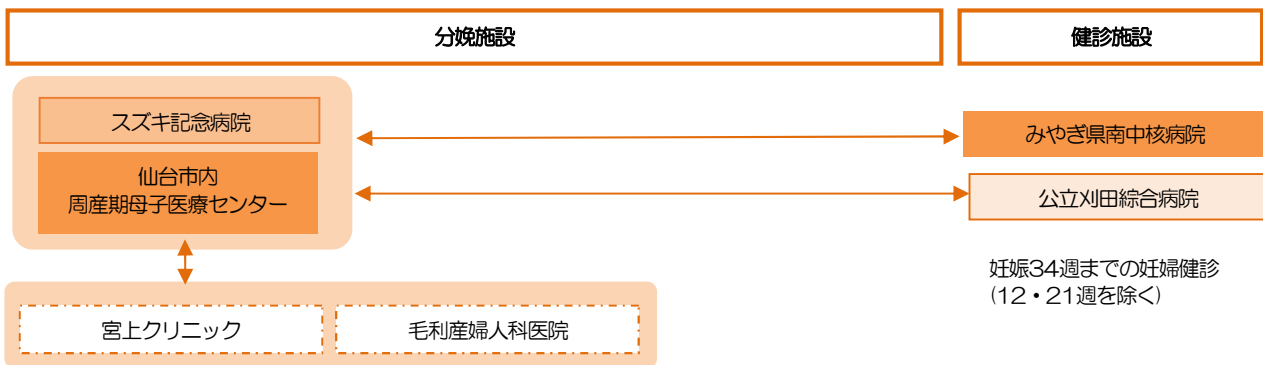 分娩施設
健診施設
スズキ記念病院
仙台市内
周産期母子医療センター
みやぎ県南中核病院
公立刈田綜合病院
妊娠34週までの妊婦健診
(12・21週を除く)
宮上クリニック
毛利産婦人科医院